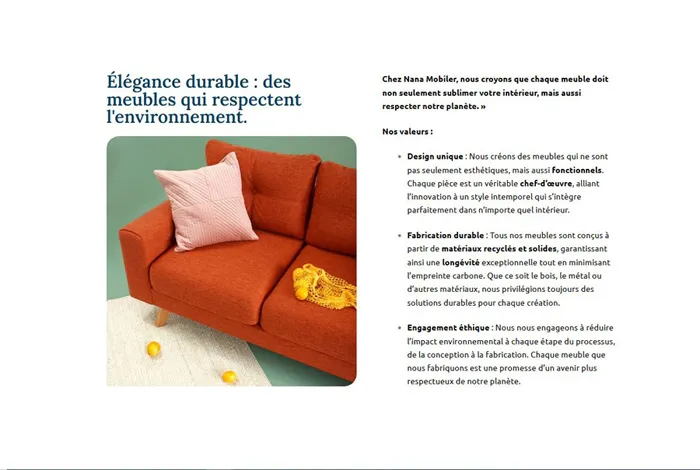 Élégance durable : des
meubles qui respectent
l'environnement.
Chez Nana Mobiler, nous croyons que chaque meuble doit
non seulement sublimer votre intérieur, mais aussi
respecter notre planète. »
Nos valeurs :
Design unique : Nous créons des meubles qui ne sont
pas seulement esthétiques, mais aussi fonctionnels.
Chaque pièce est un véritable chef-d'œuvre, alliant
l'innovation à un style intemporel qui s'intègre
parfaitement dans n'importe quel intérieur.
Fabrication durable : Tous nos meubles sont conçus à
partir de matériaux recyclés et solides, garantissant
ainsi une longévité exceptionnelle tout en minimisant
l'empreinte carbone. Que ce soit le bois, le métal ou
d'autres matériaux, nous privilégions toujours des
solutions durables pour chaque création.
Engagement éthique : Nous nous engageons à réduire
l'impact environnemental à chaque étape du processus,
de la conception à la fabrication. Chaque meuble que
nous fabriquons est une promesse d'un avenir plus
respectueux de notre planète.